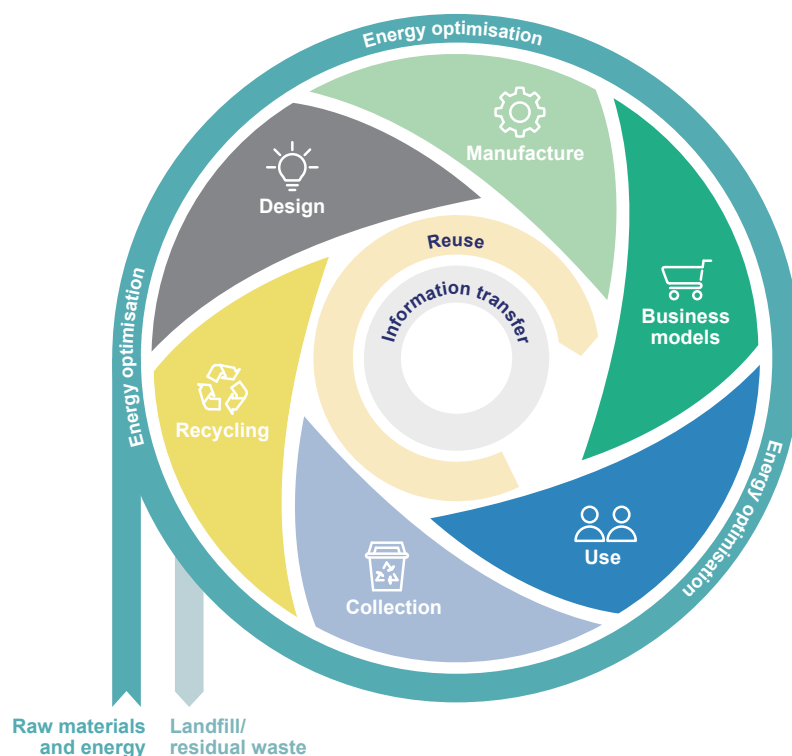 Energy optimisation
Manufacture
Design
Reuse
Information transfer
Business
models
Energy optimisation
Recycling
Energy optimisation
Use
Collection
Raw materials
and energy
Landfill/
residual waste